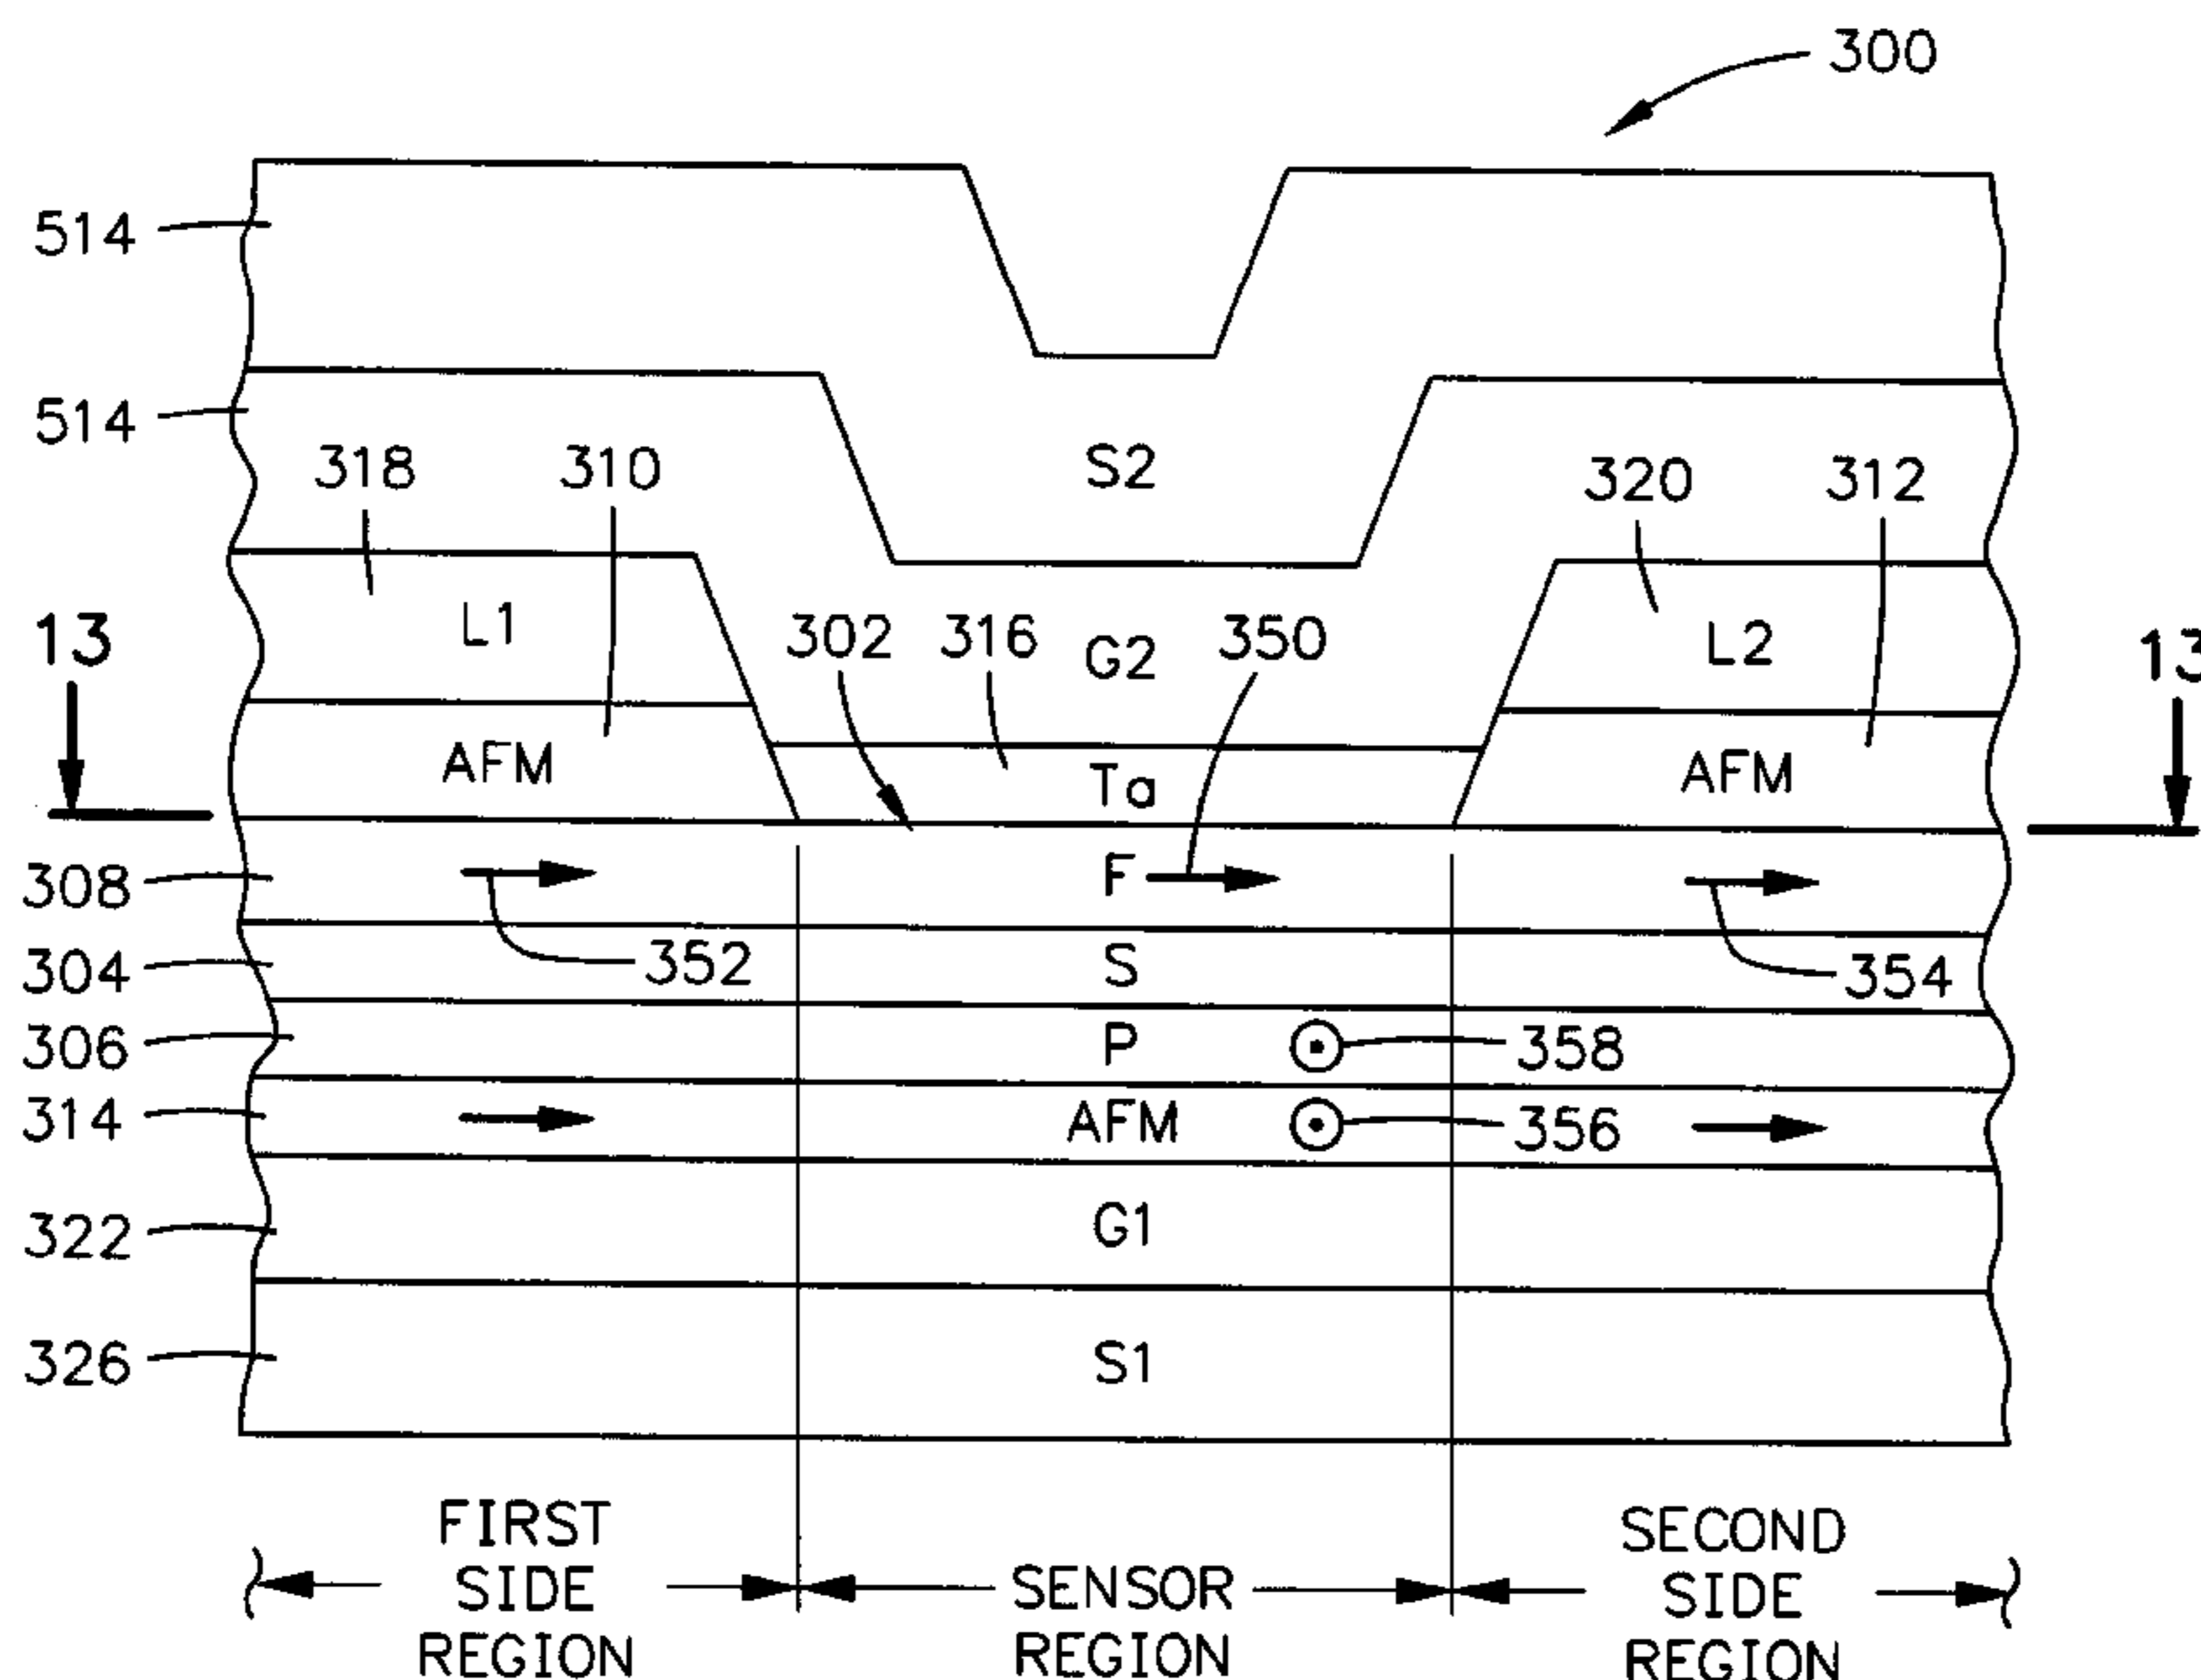 300
514
514
318
310
S2
320
312
13
L1
302
316
G2
350
L2
13
AFM
Ta
AFM
308
F
304
352
S
354
306
P
358
314
AFM
356
322
G1
326
S1
FIRST
SIDE
REGION
SENSOR
REGION
SECOND
SIDE
REGION